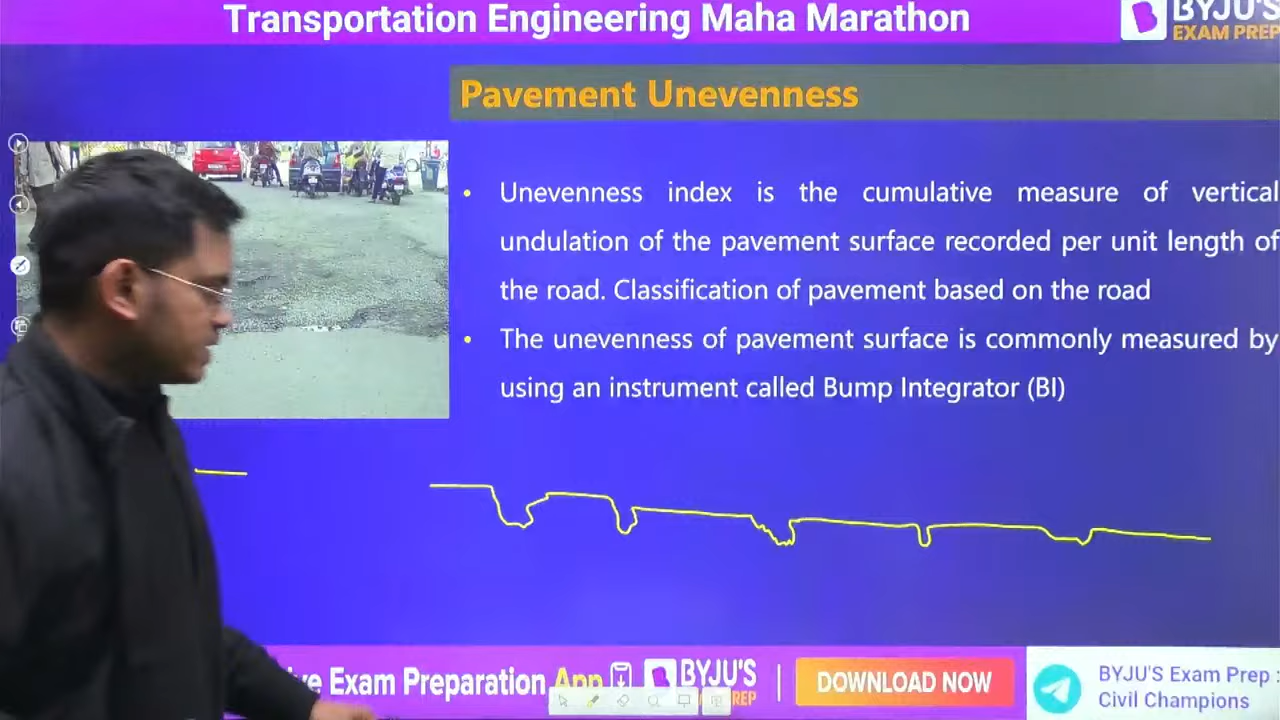 Transportation Engineering Maha Marathon
BYJU'S
EXAM PREP
Pavement Unevenness
• Unevenness index is the cumulative measure of vertical
undulation of the pavement surface recorded per unit length of
the road. Classification of pavement based on the road
• The unevenness of pavement surface is commonly measured by
using an instrument called Bump Integrator (BI)
Exam Preparation App
BYJU'S
PREP
DOWNLOAD NOW
BYJU'S Exam Prep :
Civil Champions